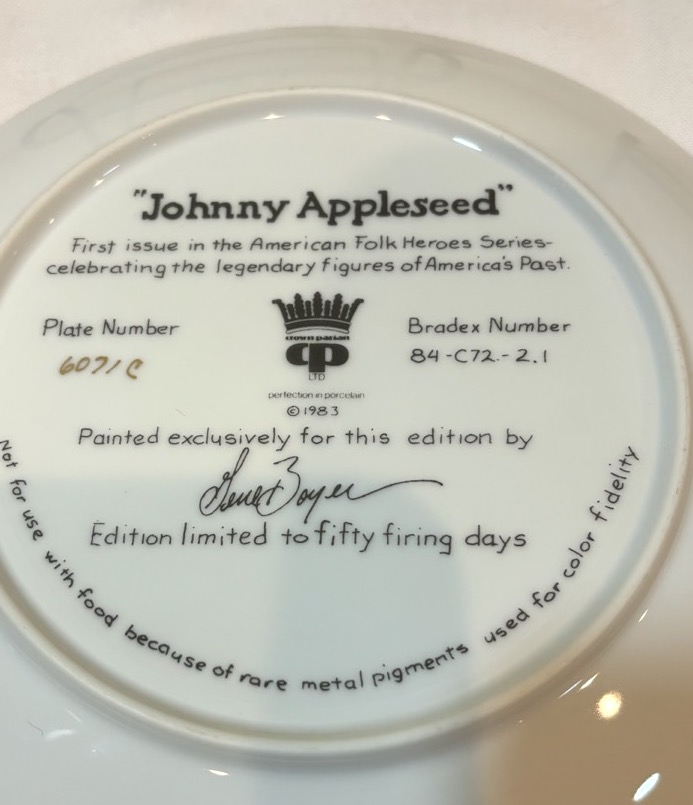 "Johnny Appleseed"
First issue in the American Folk Heroes Series-
celebrating the legendary figures of America's Past.
Plate Number
6071C
crown parian
cp
LTD
perfection in porcelain
©1983
Bradex Number
84-C72.-2.1
Painted exclusively for this edition by
Gene Boyer
Edition limited to fifty firing days
Not for use with food because of rare metal pigments used for color fidelity